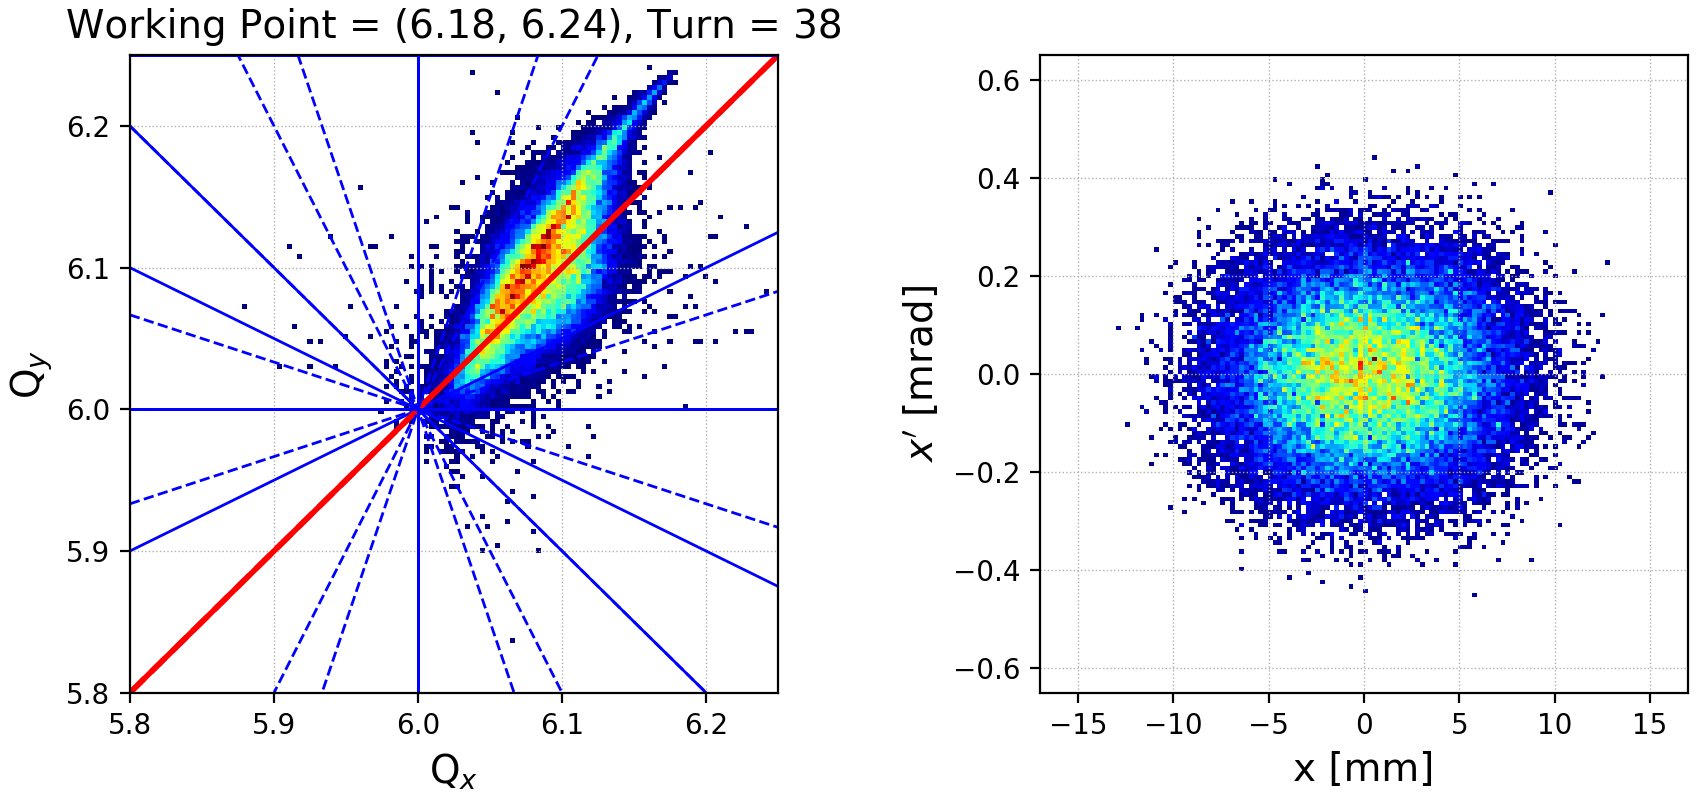 Working Point = (6.18, 6.24), Turn = 38
6.2
6.1
6.0
5.9
5.8
Qy
5.8 5.9 6.0 6.1 6.2
Qx
0.6
0.4
0.2
0.0
−0.2
−0.4
−0.6
x′ [mrad]
−15 −10 −5 0 5 10 15
x [mm]